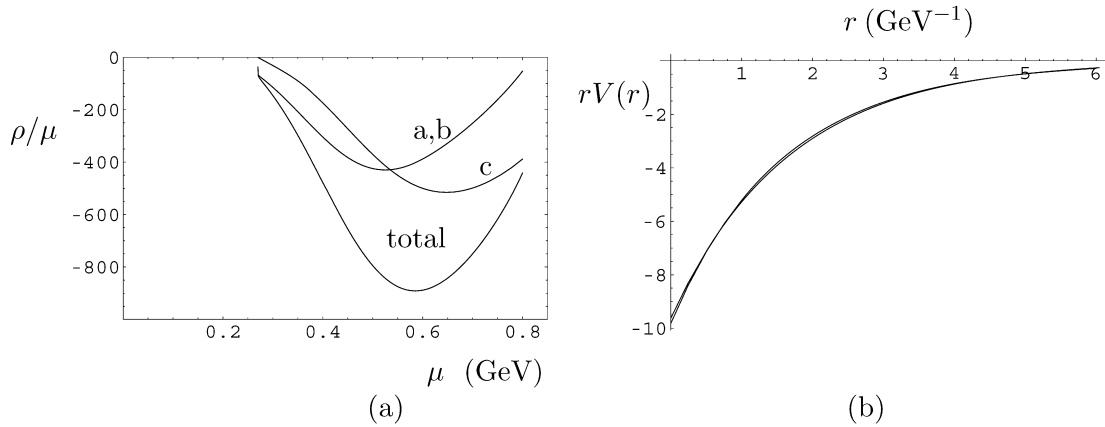 0
-200
-400
-600
-800
ρ/μ
a,b
c
total
0.2 0.4 0.6 0.8
μ (GeV)
(a)
r (GeV⁻¹)
1 2 3 4 5 6
rV(r)
-2
-4
-6
-8
-10
(b)